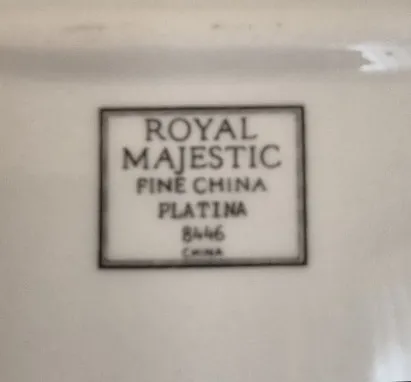 ROYAL
MAJESTIC
FINE CHINA
PLATINA
8446
CHINA